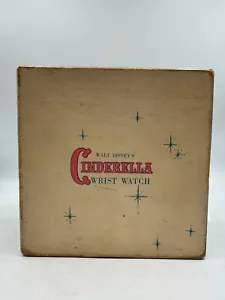 WALT DISNEY'S
CINDERELLA
WRIST WATCH